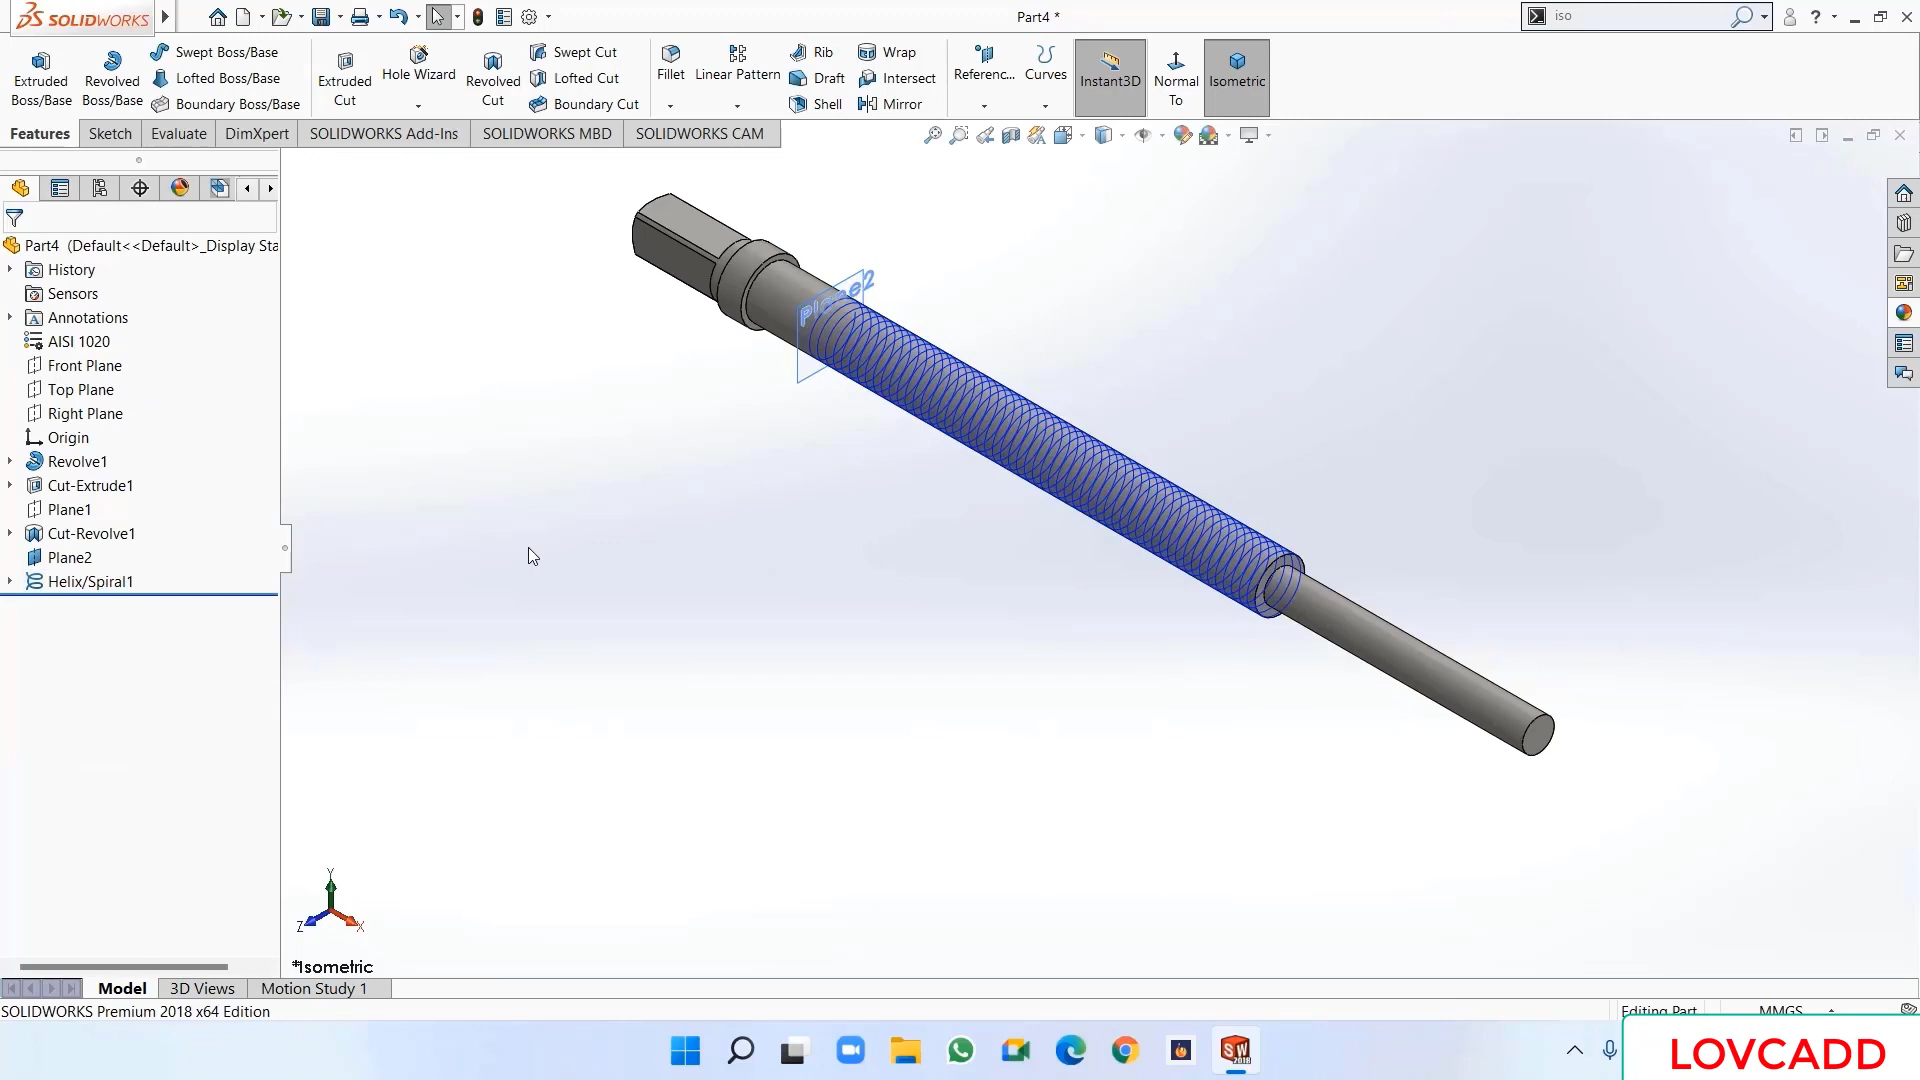 SOLIDWORKS
Part4 *
iso
Extruded Boss/Base
Revolved Boss/Base
Swept Boss/Base
Lofted Boss/Base
Boundary Boss/Base
Extruded Cut
Hole Wizard
Revolved Cut
Swept Cut
Lofted Cut
Boundary Cut
Fillet
Linear Pattern
Rib
Draft
Shell
Wrap
Intersect
Mirror
Referenc...
Curves
Instant3D
Normal To
Isometric
Features
Sketch
Evaluate
DimXpert
SOLIDWORKS Add-Ins
SOLIDWORKS MBD
SOLIDWORKS CAM
Part4 (Default<<Default>_Display Sta
History
Sensors
Annotations
AISI 1020
Front Plane
Top Plane
Right Plane
Origin
Revolve1
Cut-Extrude1
Plane1
Cut-Revolve1
Plane2
Helix/Spiral1
Plane2
Y
Z
X
*Isometric
Model
3D Views
Motion Study 1
SOLIDWORKS Premium 2018 x64 Edition
Editing Part
MMGS
SW
2018
LOVCADD